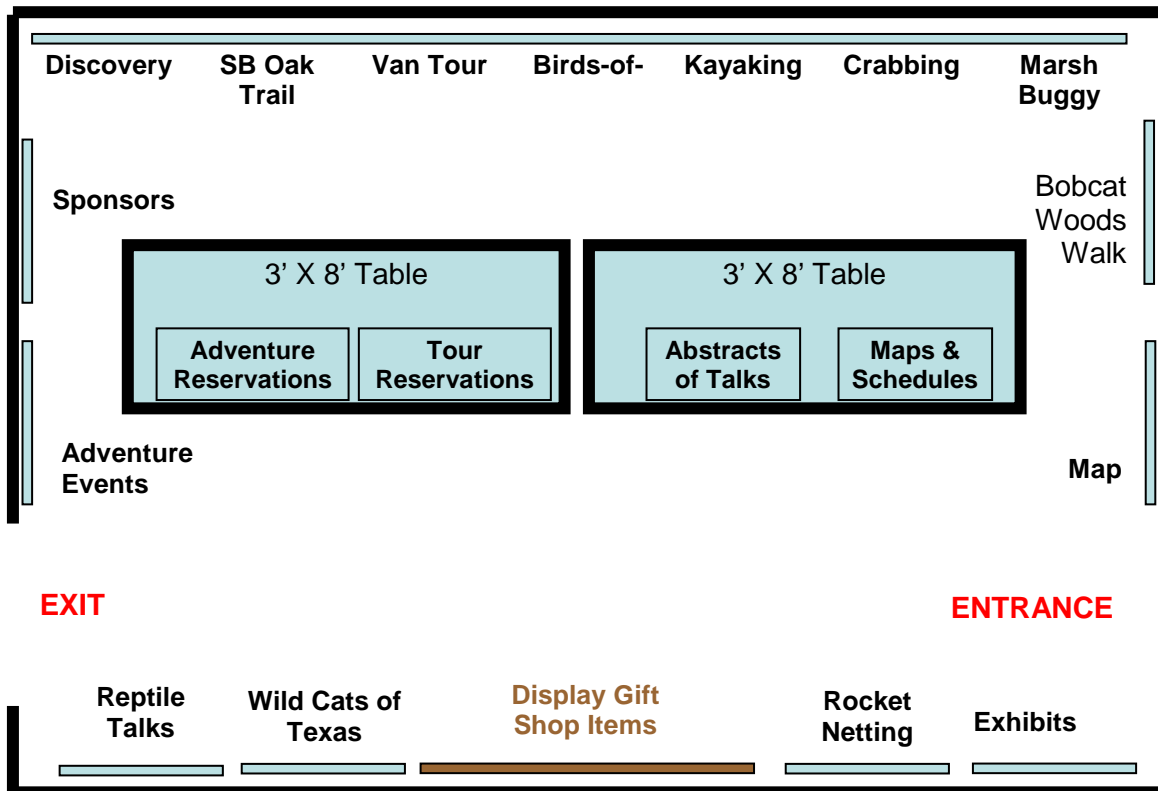 Discovery
SB Oak
Trail
Van Tour
Birds-of-
Kayaking
Crabbing
Marsh
Buggy
Sponsors
Bobcat
Woods
Walk
3' X 8' Table
3' X 8' Table
Adventure
Reservations
Tour
Reservations
Abstracts
of Talks
Maps &
Schedules
Adventure
Events
Map
EXIT
ENTRANCE
Reptile
Talks
Wild Cats of
Texas
Display Gift
Shop Items
Rocket
Netting
Exhibits